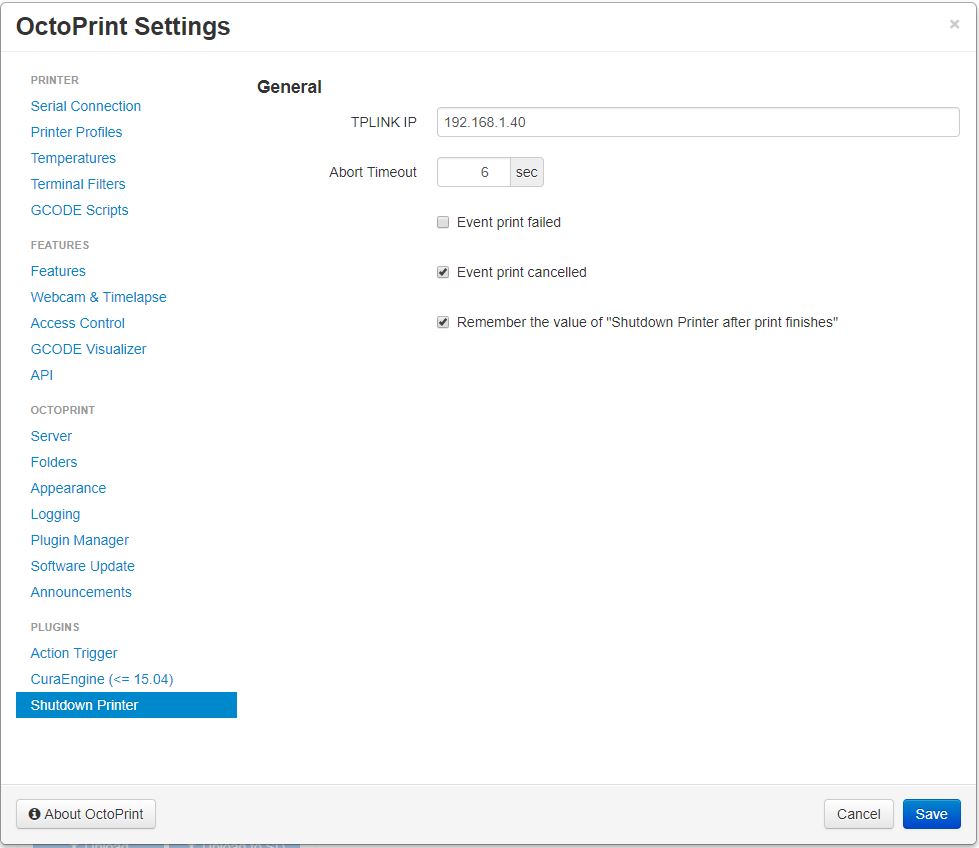 OctoPrint Settings ×
PRINTER
Serial Connection
Printer Profiles
Temperatures
Terminal Filters
GCODE Scripts
FEATURES
Features
Webcam & Timelapse
Access Control
GCODE Visualizer
API
OCTOPRINT
Server
Folders
Appearance
Logging
Plugin Manager
Software Update
Announcements
PLUGINS
Action Trigger
CuraEngine (<= 15.04)
Shutdown Printer
General
TPLINK IP 192.168.1.40
Abort Timeout 6 sec
Event print failed
Event print cancelled
Remember the value of "Shutdown Printer after print finishes"
About OctoPrint Cancel Save